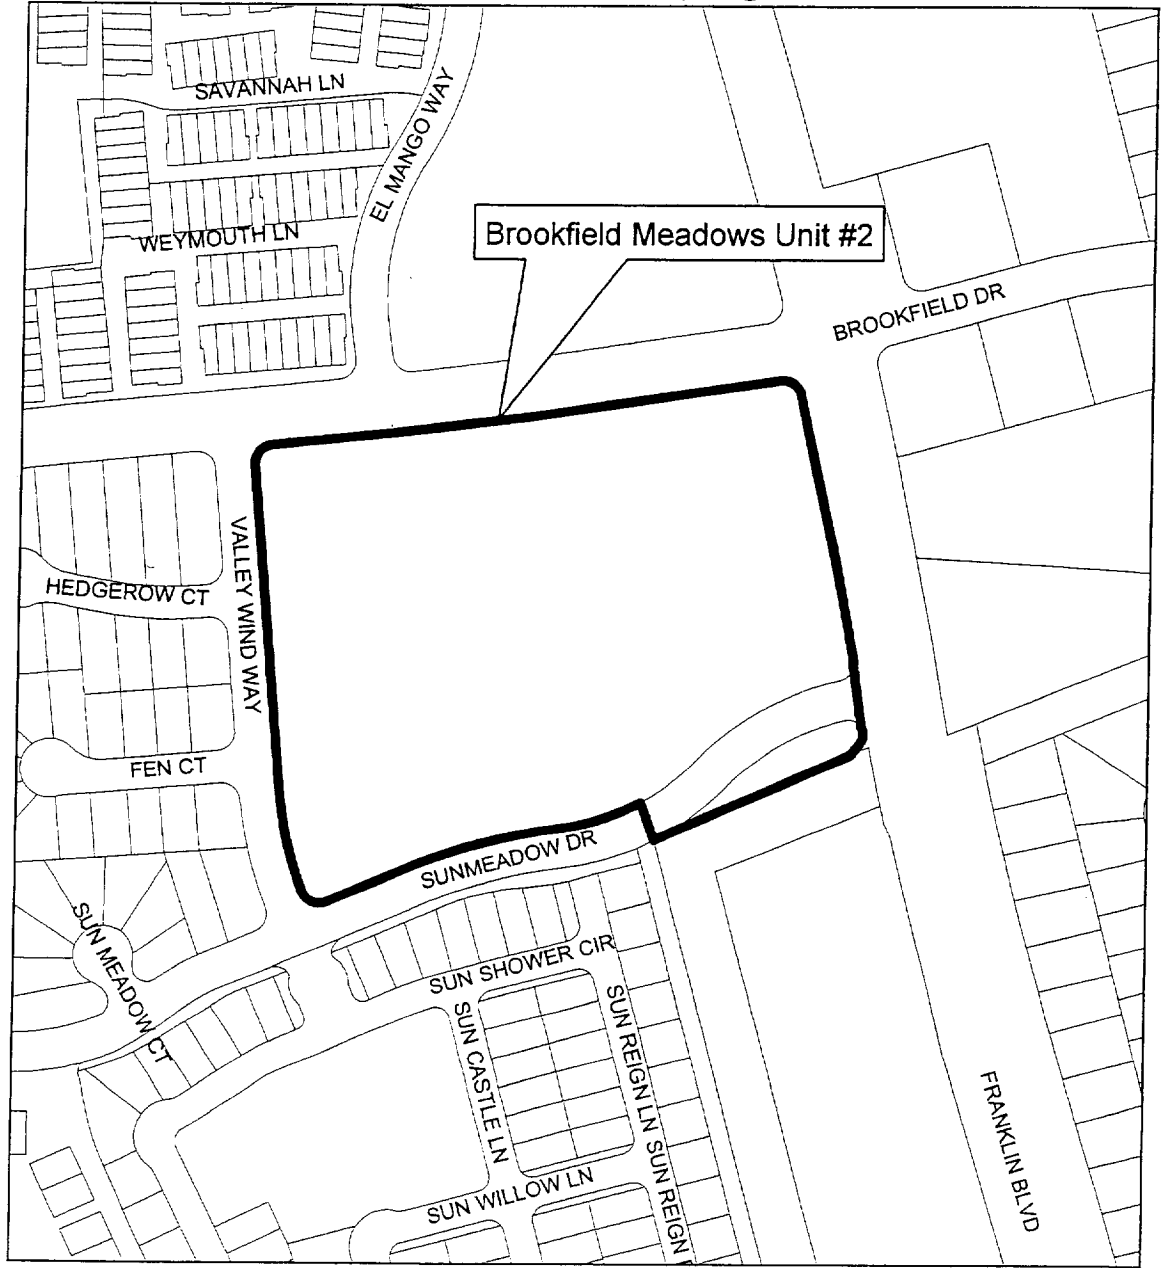 SAVANNAH LN
EL MANGO WAY
Brookfield Meadows Unit #2
WEYMOUTH LN
BROOKFIELD DR
VALLEY WIND WAY
HEDGEROW CT
FEN CT
SUNMEADOW DR
SUN MEADOW CT
SUN SHOWER CIR
SUN CASTLE LN
SUN REIGN LN
SUN REIGN
FRANKLIN BLVD
SUN WILLOW LN